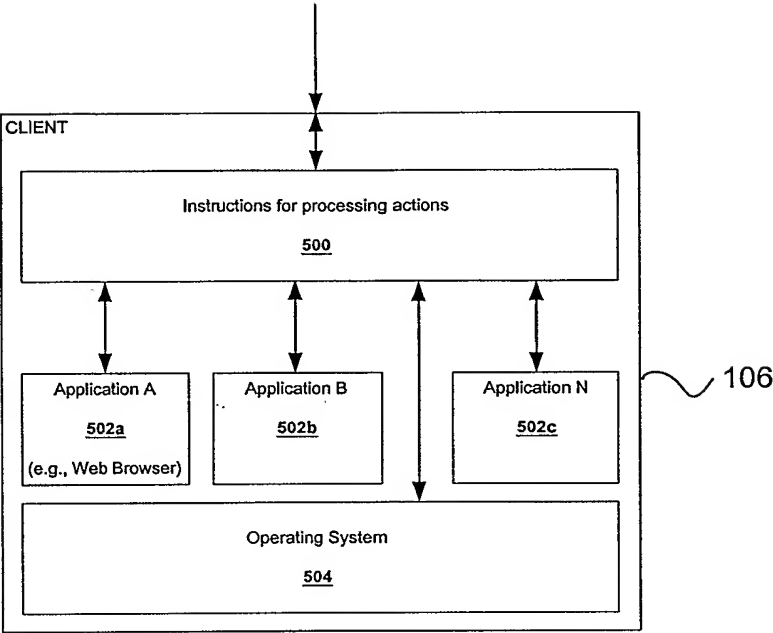 CLIENT
Instructions for processing actions
500
Application A
502a
(e.g., Web Browser)
Application B
502b
Application N
502c
106
Operating System
504